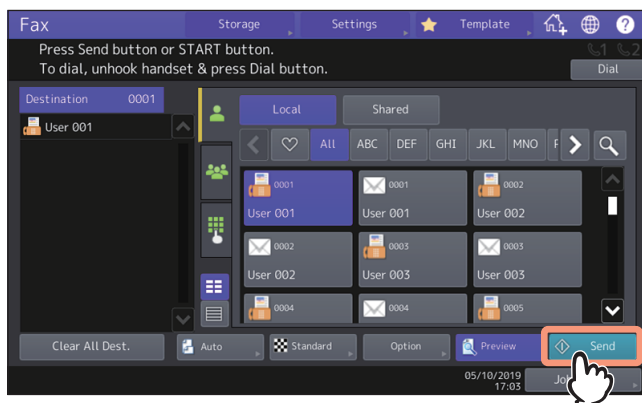 Fax
Storage
Settings
Template
Press Send button or START button.
To dial, unhook handset & press Dial button.
1
2
Dial
Destination 0001
User 001
Local
Shared
All
ABC
DEF
GHI
JKL
MNO
0001
User 001
0001
User 001
0002
User 002
0002
User 002
0003
User 003
0003
User 003
0004
0004
0005
Clear All Dest.
Auto
Standard
Option
Preview
Send
05/10/2019
17:03